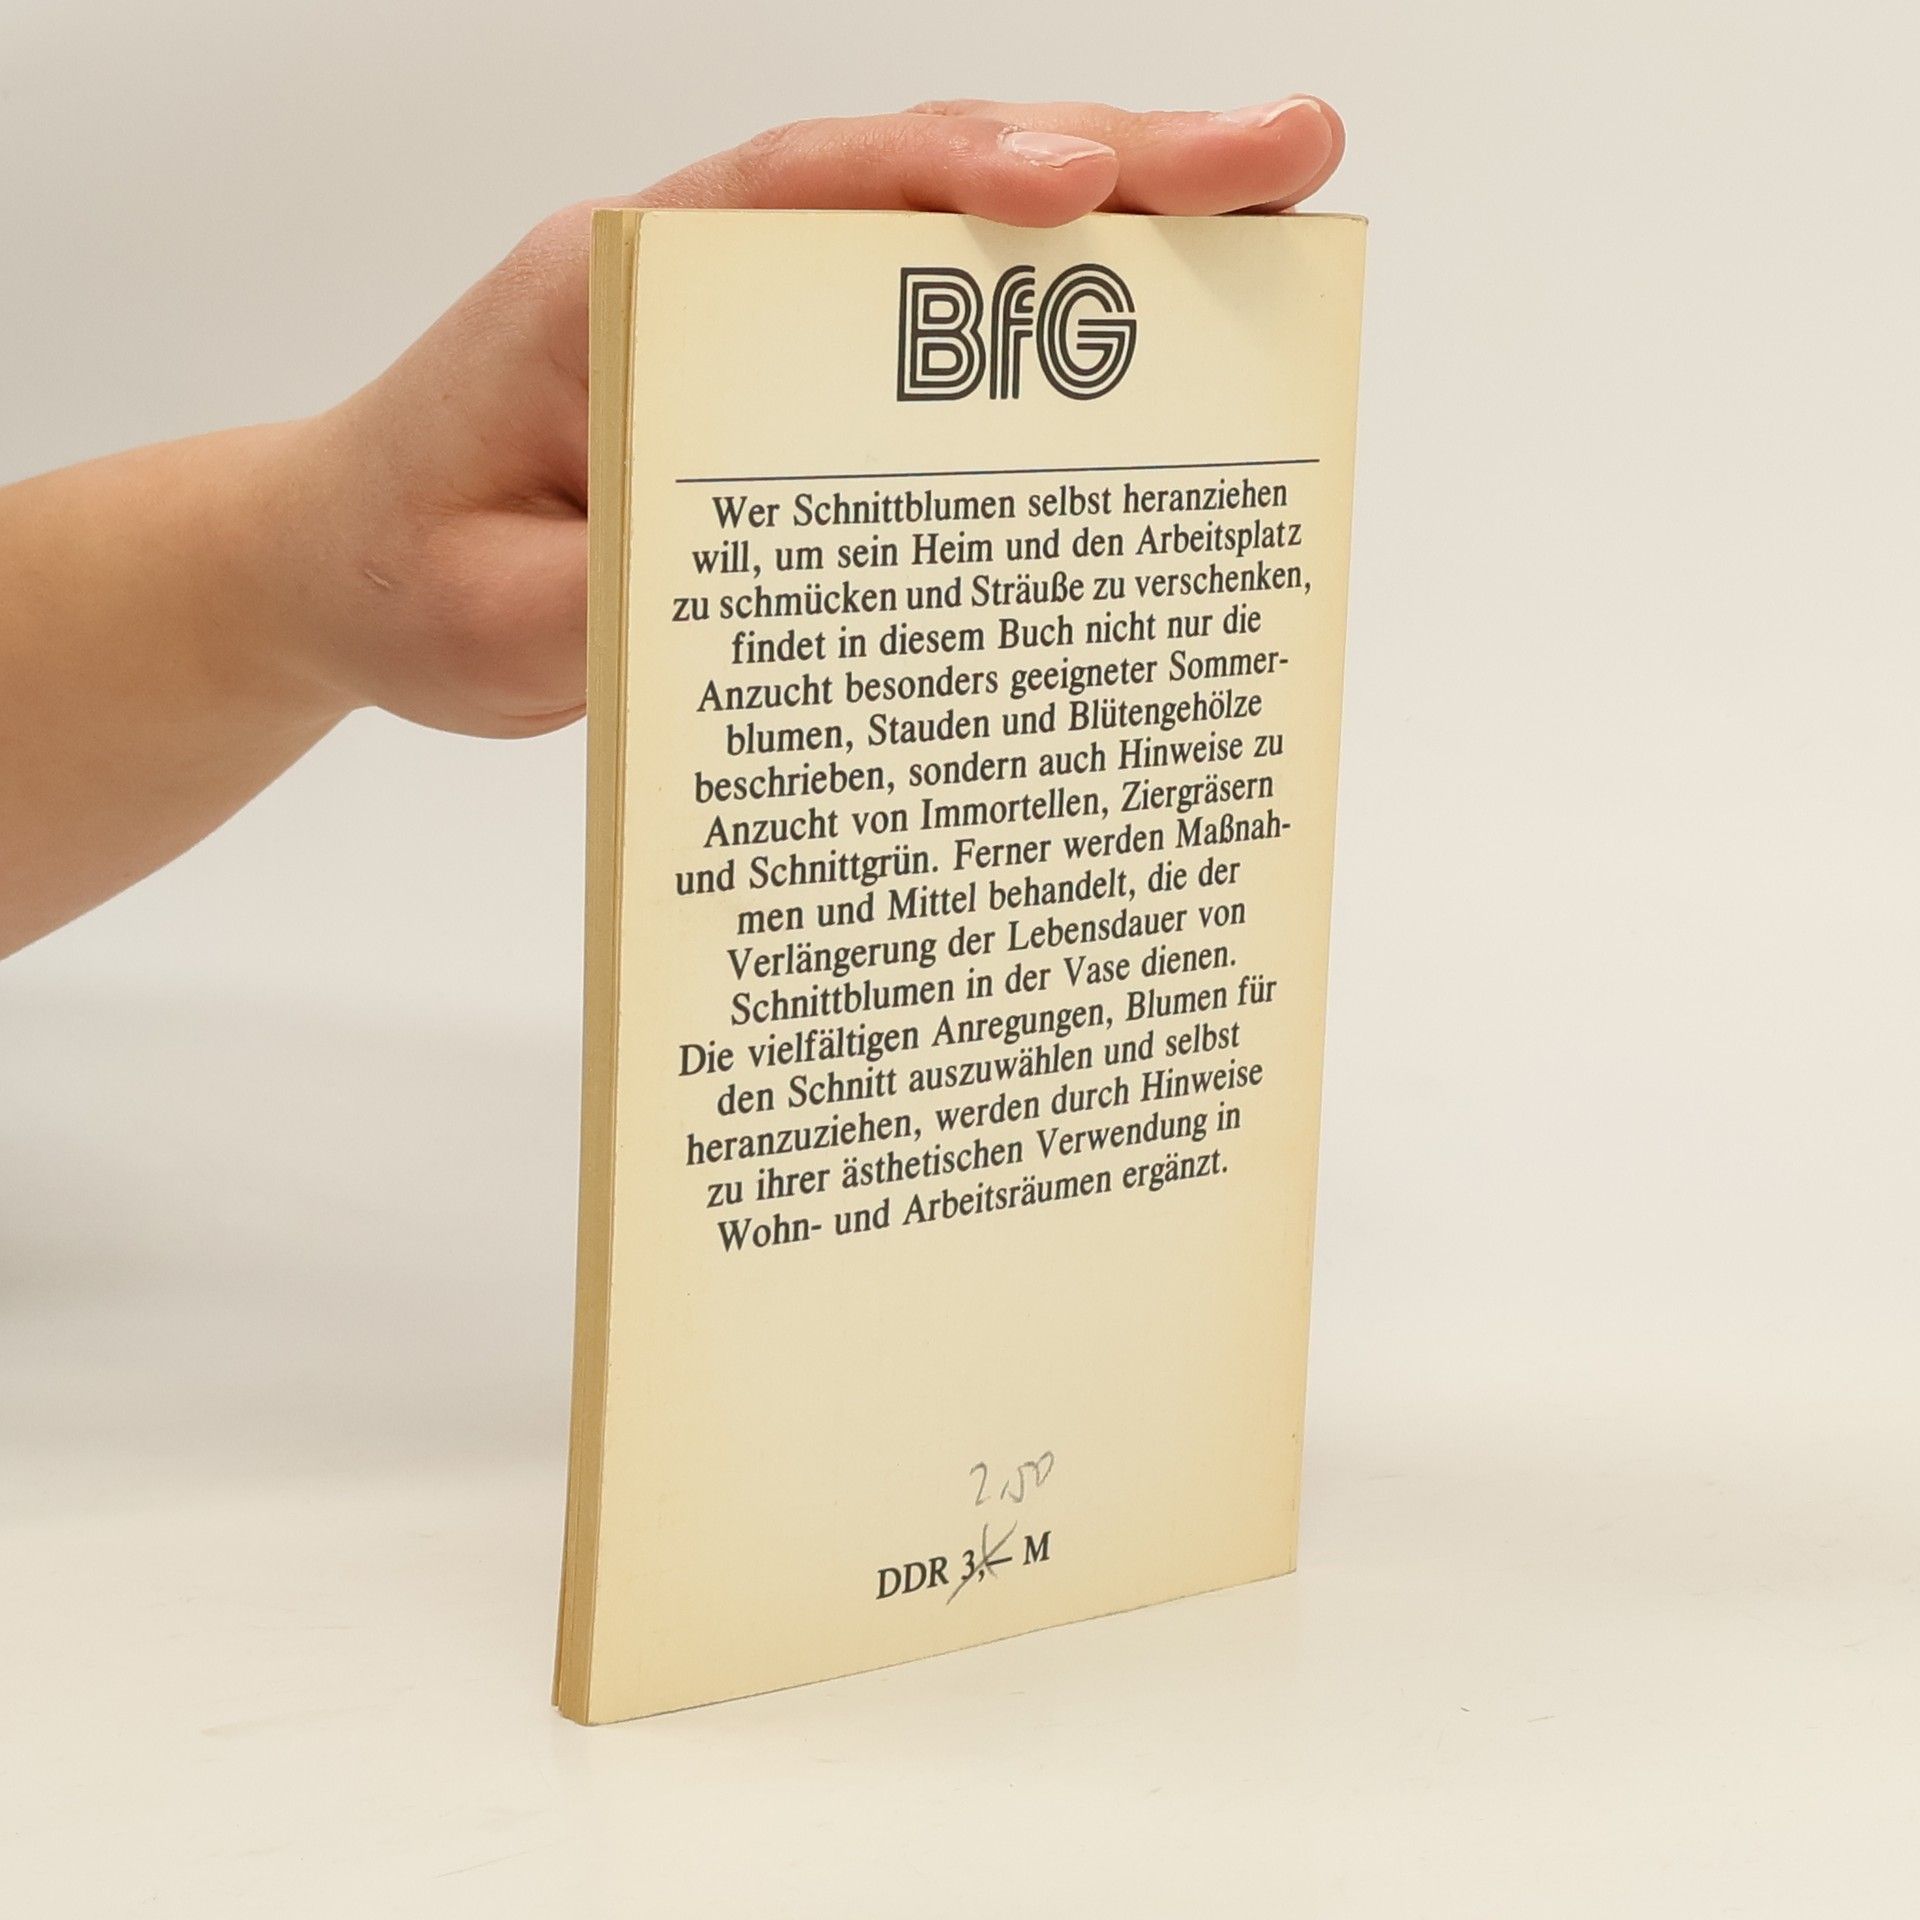 BfG
Wer Schnittblumen selbst heranziehen
will, um sein Heim und den Arbeitsplatz
zu schmücken und Sträuße zu verschenken,
findet in diesem Buch nicht nur die
Anzucht besonders geeigneter Sommer-
blumen, Stauden und Blütengehölze
beschrieben, sondern auch Hinweise zu
Anzucht von Immortellen, Ziergräsern
und Schnittgrün. Ferner werden Maßnah-
men und Mittel behandelt, die der
Verlängerung der Lebensdauer von
Schnittblumen in der Vase dienen.
Die vielfältigen Anregungen, Blumen für
den Schnitt auszuwählen und selbst
heranzuziehen, werden durch Hinweise
zu ihrer ästhetischen Verwendung in
Wohn- und Arbeitsräumen ergänzt.
2,50
DDR 3,— M